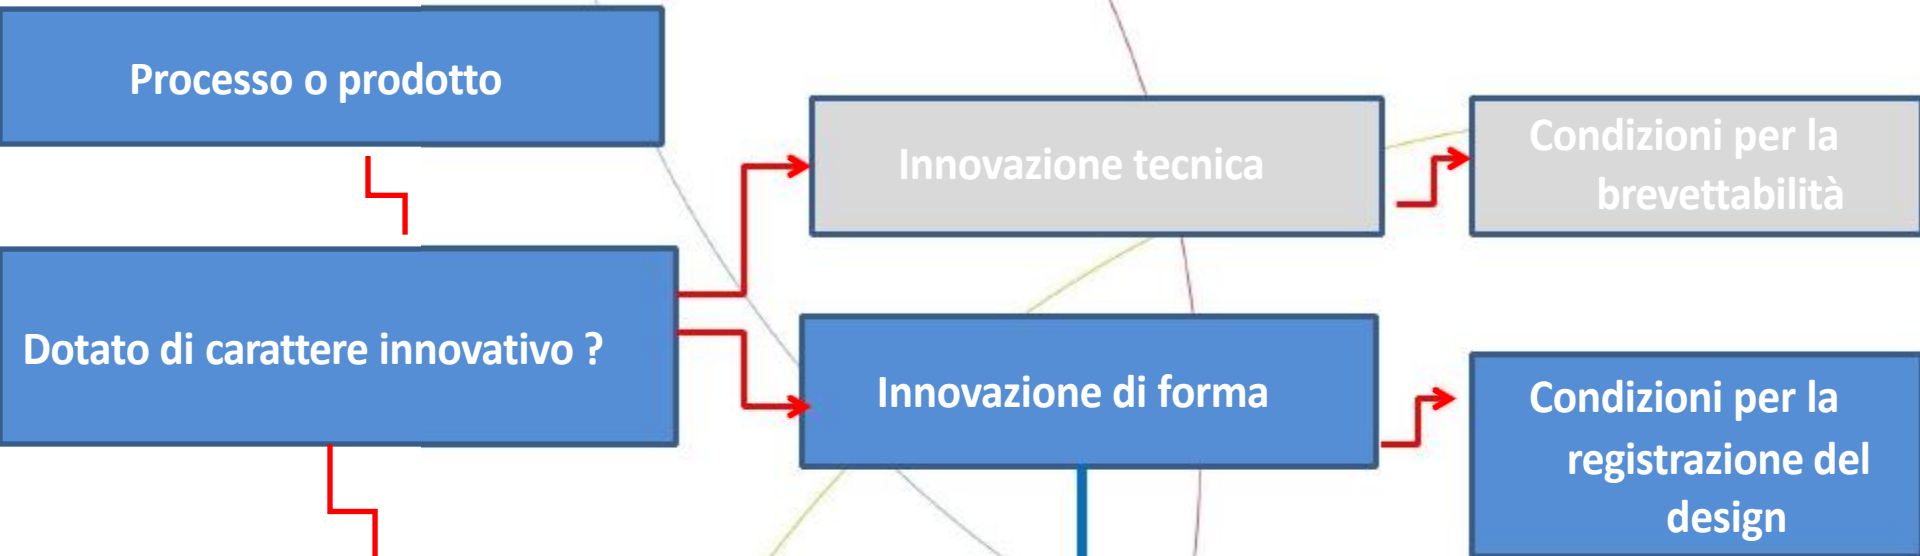 Processo o prodotto
Innovazione tecnica
Condizioni per la
brevettabilità
Dotato di carattere innovativo ?
Innovazione di forma
Condizioni per la
registrazione del
design